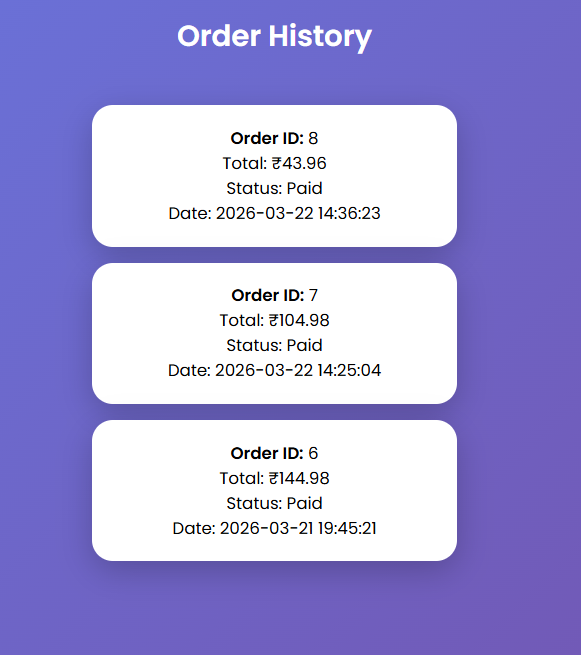 Order History
Order ID: 8
Total: ₹43.96
Status: Paid
Date: 2026-03-22 14:36:23
Order ID: 7
Total: ₹104.98
Status: Paid
Date: 2026-03-22 14:25:04
Order ID: 6
Total: ₹144.98
Status: Paid
Date: 2026-03-21 19:45:21